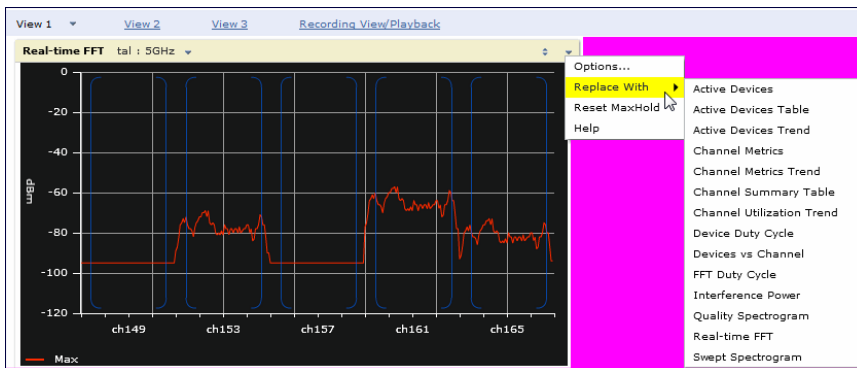 View 1 View 2 View 3 Recording View/Playback
Real-time FFT tal : 5GHz
0
-20
-40
-60
-80
-100
-120
dBm
ch149 ch153 ch157 ch161 ch165
Max
Options...
Replace With
Reset MaxHold
Help
Active Devices
Active Devices Table
Active Devices Trend
Channel Metrics
Channel Metrics Trend
Channel Summary Table
Channel Utilization Trend
Device Duty Cycle
Devices vs Channel
FFT Duty Cycle
Interference Power
Quality Spectrogram
Real-time FFT
Swept Spectrogram